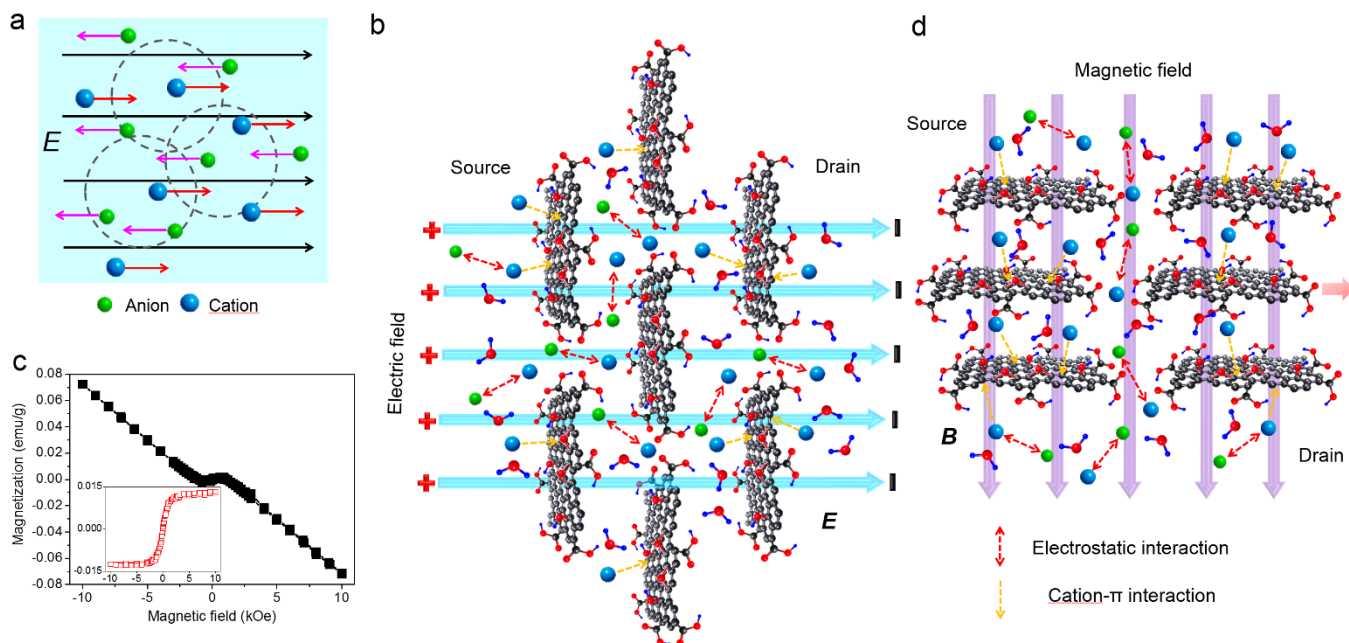 a
E
Anion
Cation
b
Source
Drain
Electric field
+
+
+
+
+
E
c
Magnetization (emu/g)
0.08
0.06
0.04
0.02
0.00
-0.02
-0.04
-0.06
0.08
-10
-5
0
5
10
Magnetic field (kOe)
0.015
0.000
-0.015
-10
-5
0
5
10
d
Magnetic field
Source
B
Drain
Electrostatic interaction
Cation-π interaction